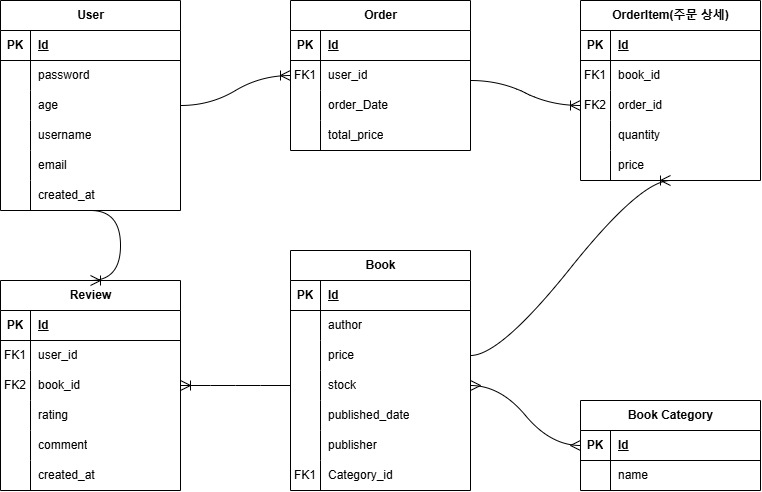 User
PK Id
password
age
username
email
created_at
Order
PK Id
FK1 user_id
order_Date
total_price
OrderItem(주문 상세)
PK Id
FK1 book_id
FK2 order_id
quantity
price
Review
PK Id
FK1 user_id
FK2 book_id
rating
comment
created_at
Book
PK Id
author
price
stock
published_date
publisher
FK1 Category_id
Book Category
PK Id
name